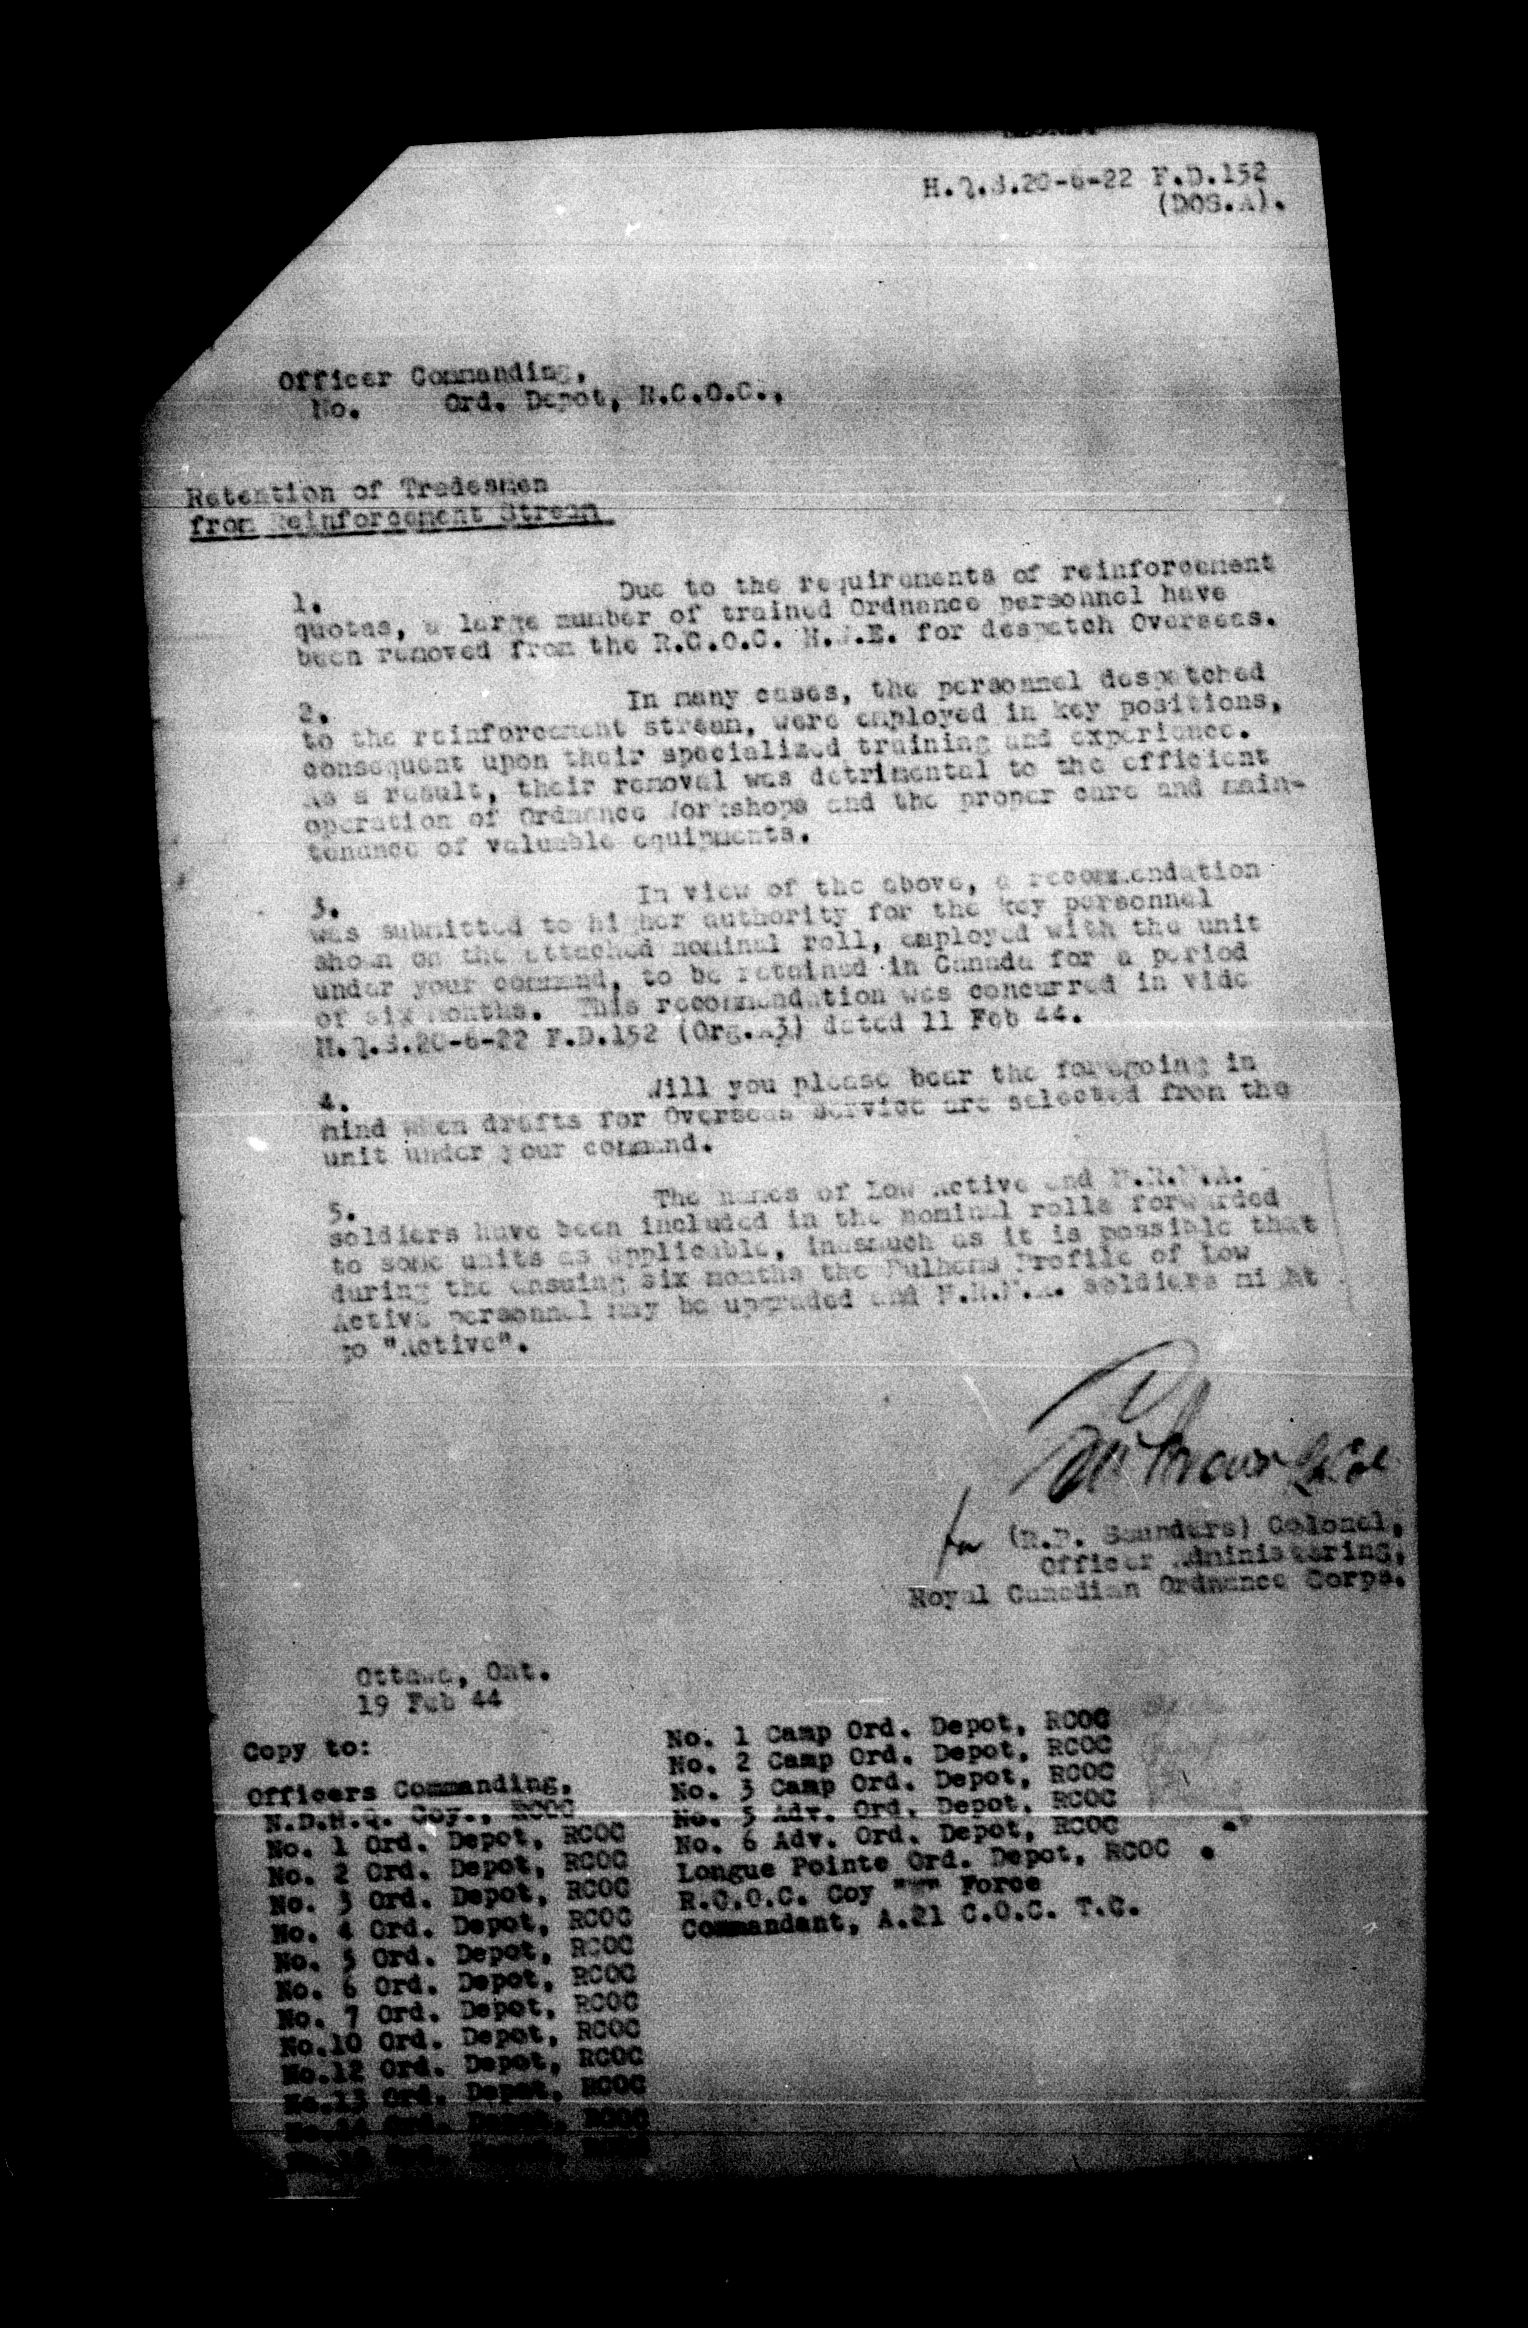 H.Q.S.20-6-22 F.D.152
(DOS.A).
Officer Commanding,
No. Ord. Depot, R.C.O.C.,
Retention of Tradesmen
from Reinforcement Stream
1. Due to the requirements of reinforcement
quotas, a large number of trained Ordnance personnel have
been removed from the R.C.O.C. H.W.E. for despatch Overseas.
2. In many cases, the personnel despatched
to the reinforcement stream, were employed in key positions,
consequent upon their specialized training and experience.
As a result, their removal was detrimental to the efficient
operation of Ordnance Workshops and the proper care and main-
tenance of valuable equipments.
3. In view of the above, a recommendation
was submitted to higher authority for the key personnel
shown on the attached nominal roll, employed with the unit
under your command, to be retained in Canada for a period
of six months. This recommendation was concurred in vide
H.Q.S.20-6-22 F.D.152 (Org.A3) dated 11 Feb 44.
4. Will you please bear the foregoing in
mind when drafts for Overseas service are selected from the
unit under your command.
5. The names of Low Active and N.R.M.A.
soldiers have been included in the nominal rolls forwarded
to some units as applicable, inasmuch as it is possible that
during the ensuing six months the Pulhems Profile of Low
Active personnel may be upgraded and N.R.M.A. soldiers might
go "Active".
Lt. Col
for (R.P. Saunders) Colonel,
Officer Administering,
Royal Canadian Ordnance Corps.
Ottawa, Ont.
19 Feb 44
Copy to:
Officers Commanding,
N.D.H.Q. Coy., RCOC
No. 1 Ord. Depot, RCOC
No. 2 Ord. Depot, RCOC
No. 3 Ord. Depot, RCOC
No. 4 Ord. Depot, RCOC
No. 5 Ord. Depot, RCOC
No. 6 Ord. Depot, RCOC
No. 7 Ord. Depot, RCOC
No.10 Ord. Depot, RCOC
No.12 Ord. Depot, RCOC
No.13 Ord. Depot, RCOC
Ord. Depot, RCOC
No. 1 Camp Ord. Depot, RCOC
No. 2 Camp Ord. Depot, RCOC
No. 3 Camp Ord. Depot, RCOC
No. 5 Adv. Ord. Depot, RCOC
No. 6 Adv. Ord. Depot, RCOC
Longue Pointe Ord. Depot, RCOC
R.C.O.C. Coy Force
Commandant, A.21 C.O.C. T.C.